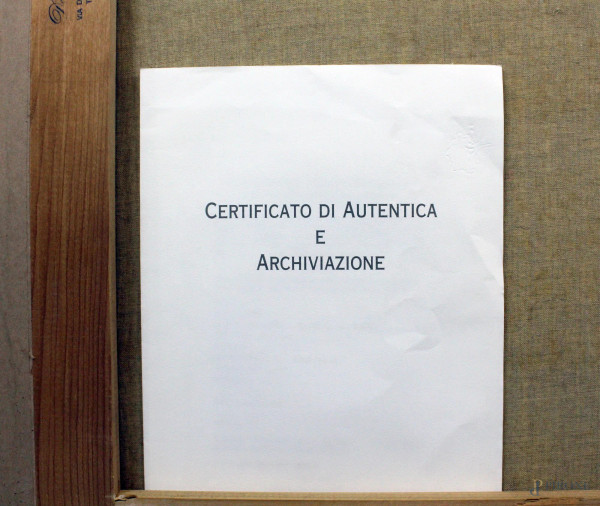 CERTIFICATO DI AUTENTICA
E
ARCHIVIAZIONE